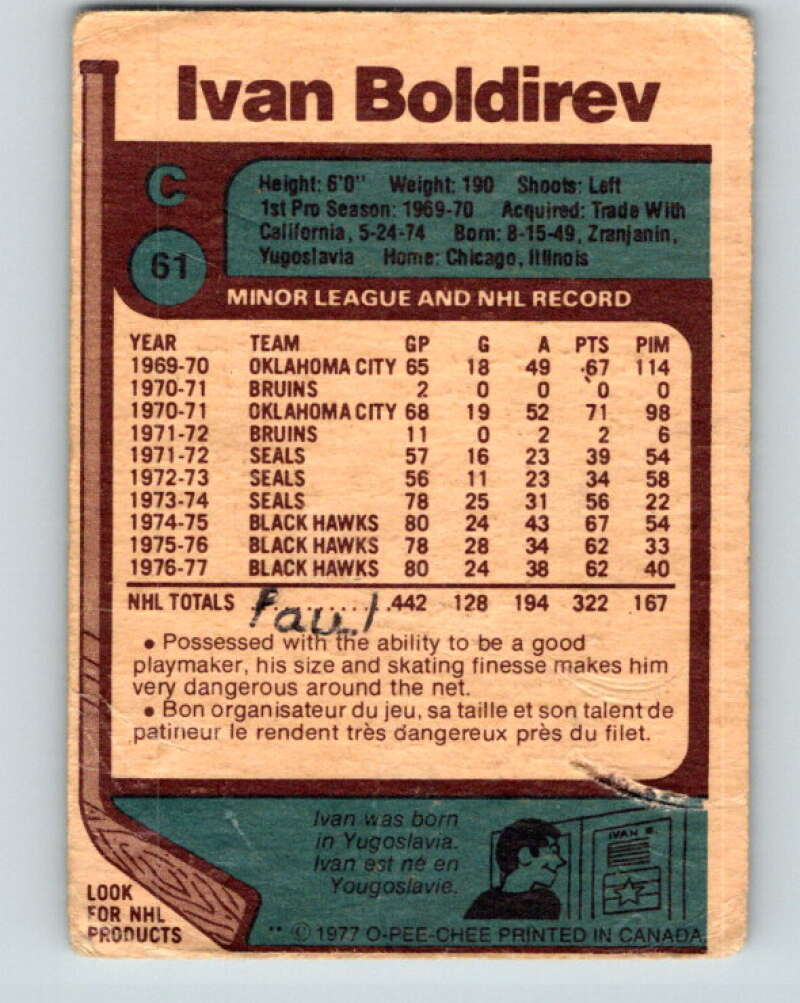 Ivan Boldirev
C
61
Height: 6'0" Weight: 190 Shoots: Left
1st Pro Season: 1969-70 Acquired: Trade With
California, 5-24-74 Born: 8-15-49, Zranjanin,
Yugoslavia Home: Chicago, Illinois
MINOR LEAGUE AND NHL RECORD
YEAR TEAM GP G A PTS PIM
1969-70 OKLAHOMA CITY 65 18 49 67 114
1970-71 BRUINS 2 0 0 0 0
1970-71 OKLAHOMA CITY 68 19 52 71 98
1971-72 BRUINS 11 0 2 2 6
1971-72 SEALS 57 16 23 39 54
1972-73 SEALS 56 11 23 34 58
1973-74 SEALS 78 25 31 56 22
1974-75 BLACK HAWKS 80 24 43 67 54
1975-76 BLACK HAWKS 78 28 34 62 33
1976-77 BLACK HAWKS 80 24 38 62 40
NHL TOTALS ..........442 128 194 322 167
Paul
• Possessed with the ability to be a good
playmaker, his size and skating finesse makes him
very dangerous around the net.
• Bon organisateur du jeu, sa taille et son talent de
patineur le rendent très dangereux près du filet.
Ivan was born
in Yugoslavia.
Ivan est né en
Yougoslavie.
IVAN B.
LOOK
FOR NHL
PRODUCTS
** © 1977 O-PEE-CHEE PRINTED IN CANADA